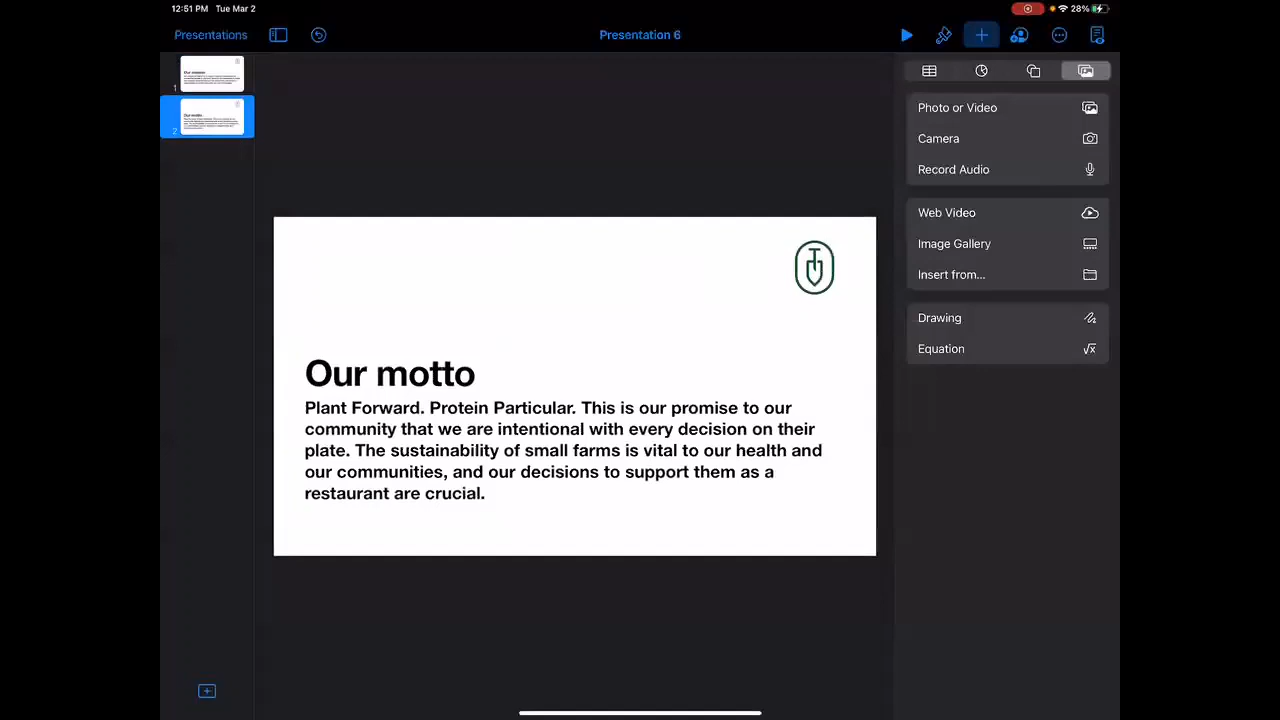 12:51 PM Tue Mar 2
28%
Presentations
Presentation 6
1
2
Our motto
Plant Forward. Protein Particular. This is our promise to our
community that we are intentional with every decision on their
plate. The sustainability of small farms is vital to our health and
our communities, and our decisions to support them as a
restaurant are crucial.
Photo or Video
Camera
Record Audio
Web Video
Image Gallery
Insert from...
Drawing
Equation